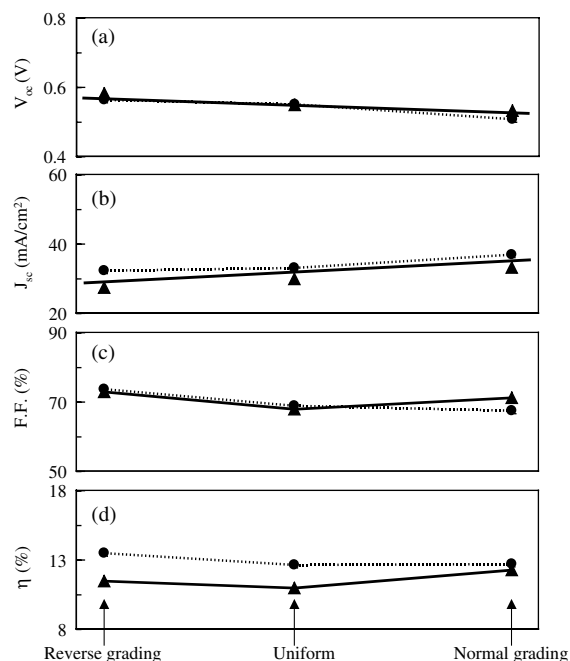 0.8
(a)
0.6
V_oc (V)
0.4
60
(b)
40
J_sc (mA/cm²)
20
90
(c)
70
F.F. (%)
50
18
(d)
13
η (%)
8
Reverse grading Uniform Normal grading